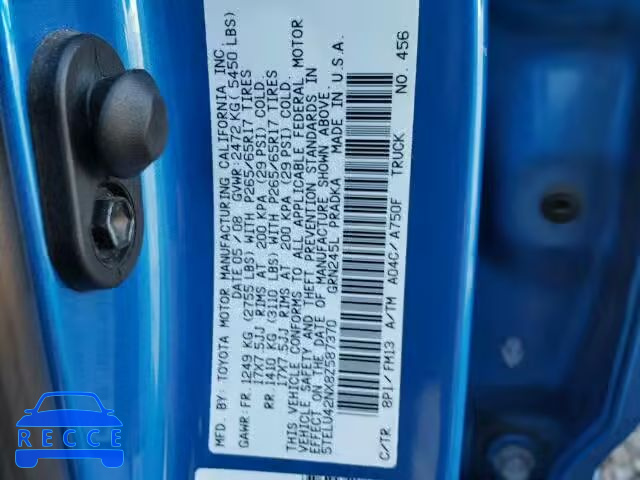 MFD. BY: TOYOTA MOTOR MANUFACTURING CALIFORNIA INC.
DATE 05/08 GVWR: 2472 KG (5450 LBS)
GAWR: FR. 1249 KG (2755 LBS) WITH P265/65R17 TIRES
17X7.5JJ RIMS AT 200 KPA (29 PSI) COLD.
RR 1410 KG (3110 LBS) WITH P265/65R17 TIRES
17X7.5JJ RIMS AT 200 KPA (29 PSI) COLD.
THIS VEHICLE CONFORMS TO ALL APPLICABLE FEDERAL MOTOR
VEHICLE SAFETY AND THEFT PREVENTION STANDARDS IN
EFFECT ON THE DATE OF MANUFACTURE SHOWN ABOVE.
5TELU42NX8Z587370 GRN245L PRADKA MADE IN U.S.A.
C/TR 8P1/FM13 A/TM A04C/A750F TRUCK NO. 456